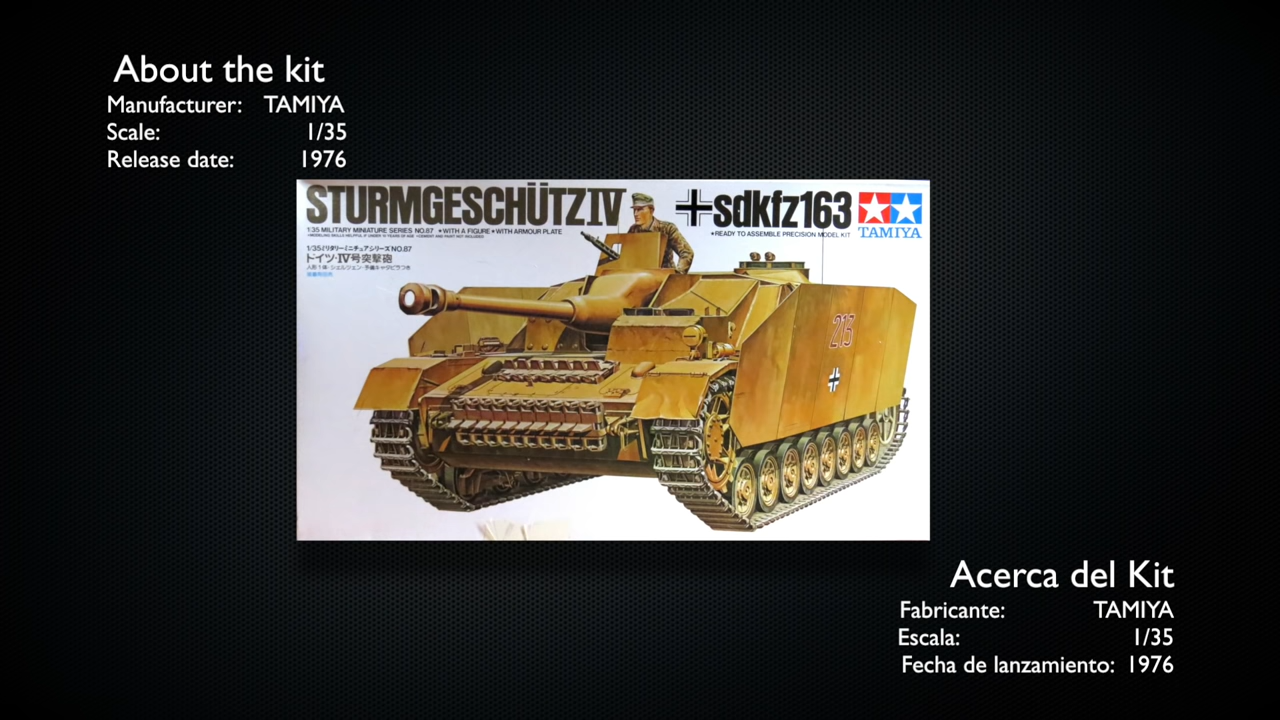 About the kit
Manufacturer: TAMIYA
Scale: 1/35
Release date: 1976
STURMGESCHÜTZ IV
sdkfz163
TAMIYA
1:35 MILITARY MINIATURE SERIES NO.87 •WITH A FIGURE •WITH ARMOUR PLATE
•READY TO ASSEMBLE PRECISION MODEL KIT
1/35ミリタリーミニチュアシリーズ NO.87
ドイツ・IV号突撃砲
213
Acerca del Kit
Fabricante: TAMIYA
Escala: 1/35
Fecha de lanzamiento: 1976